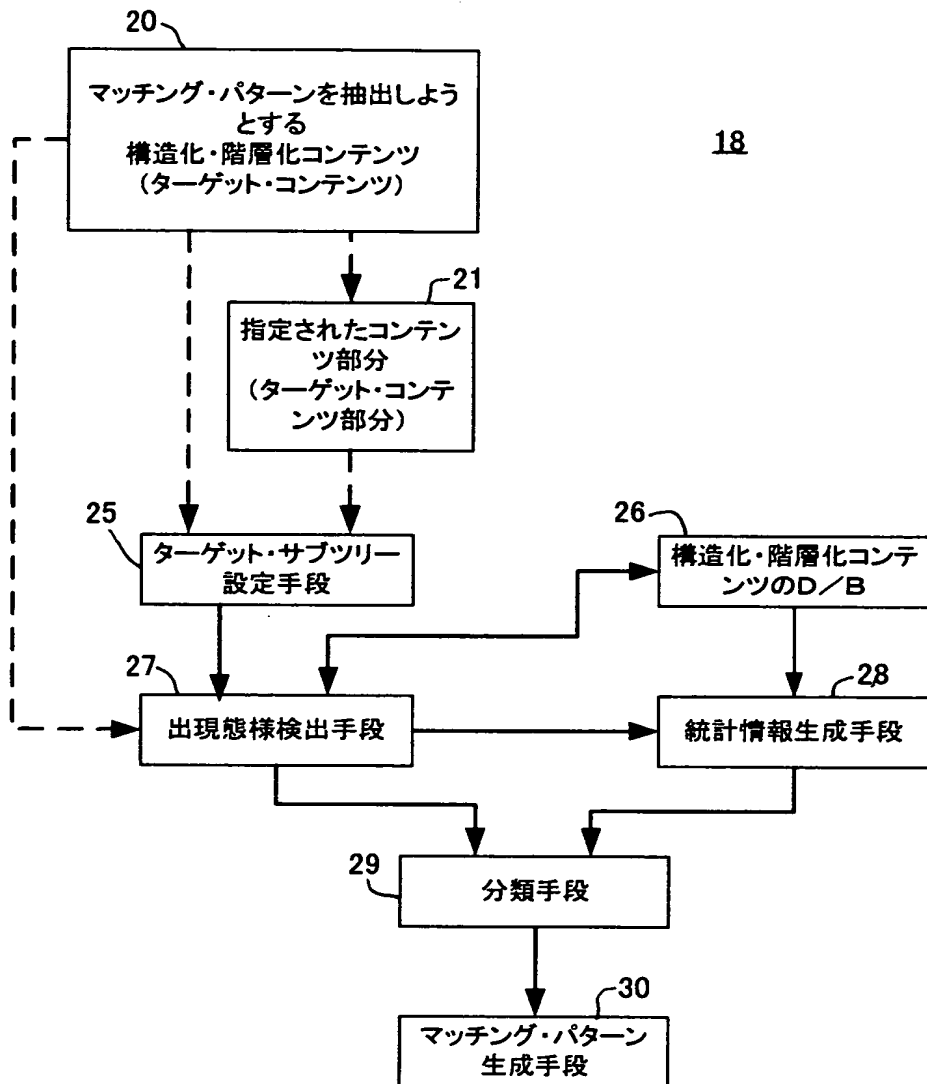 20
マッチング・パターンを抽出しよう
とする
構造化・階層化コンテンツ
(ターゲット・コンテンツ)
18
21
指定されたコンテン
ツ部分
(ターゲット・コンテ
ンツ部分)
25
ターゲット・サブツリー
設定手段
26
構造化・階層化コンテ
ンツのD/B
27
出現態様検出手段
28
統計情報生成手段
29
分類手段
30
マッチング・パターン
生成手段